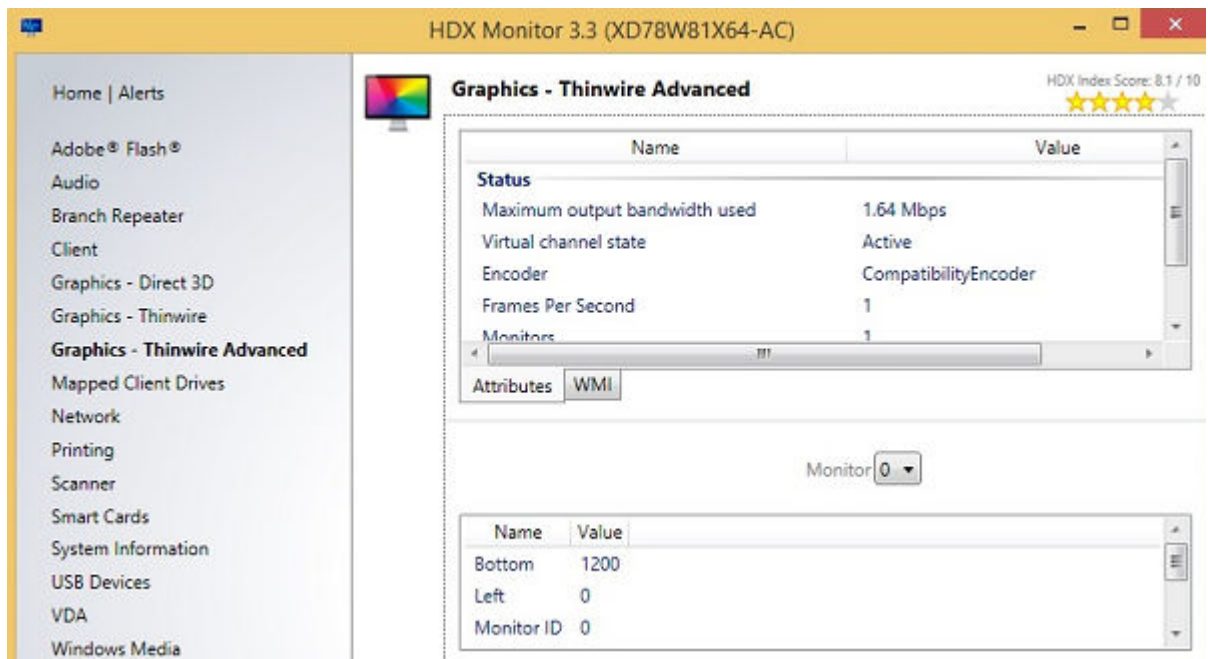 HDX Monitor 3.3 (XD78W81X64-AC)
Home | Alerts
Adobe® Flash®
Audio
Branch Repeater
Client
Graphics - Direct 3D
Graphics - Thinwire
Graphics - Thinwire Advanced
Mapped Client Drives
Network
Printing
Scanner
Smart Cards
System Information
USB Devices
VDA
Windows Media
Graphics - Thinwire Advanced
HDX Index Score: 8.1 / 10
Name Value
Status
Maximum output bandwidth used 1.64 Mbps
Virtual channel state Active
Encoder CompatibilityEncoder
Frames Per Second 1
Monitors 1
Attributes WMI
Monitor 0
Name Value
Bottom 1200
Left 0
Monitor ID 0